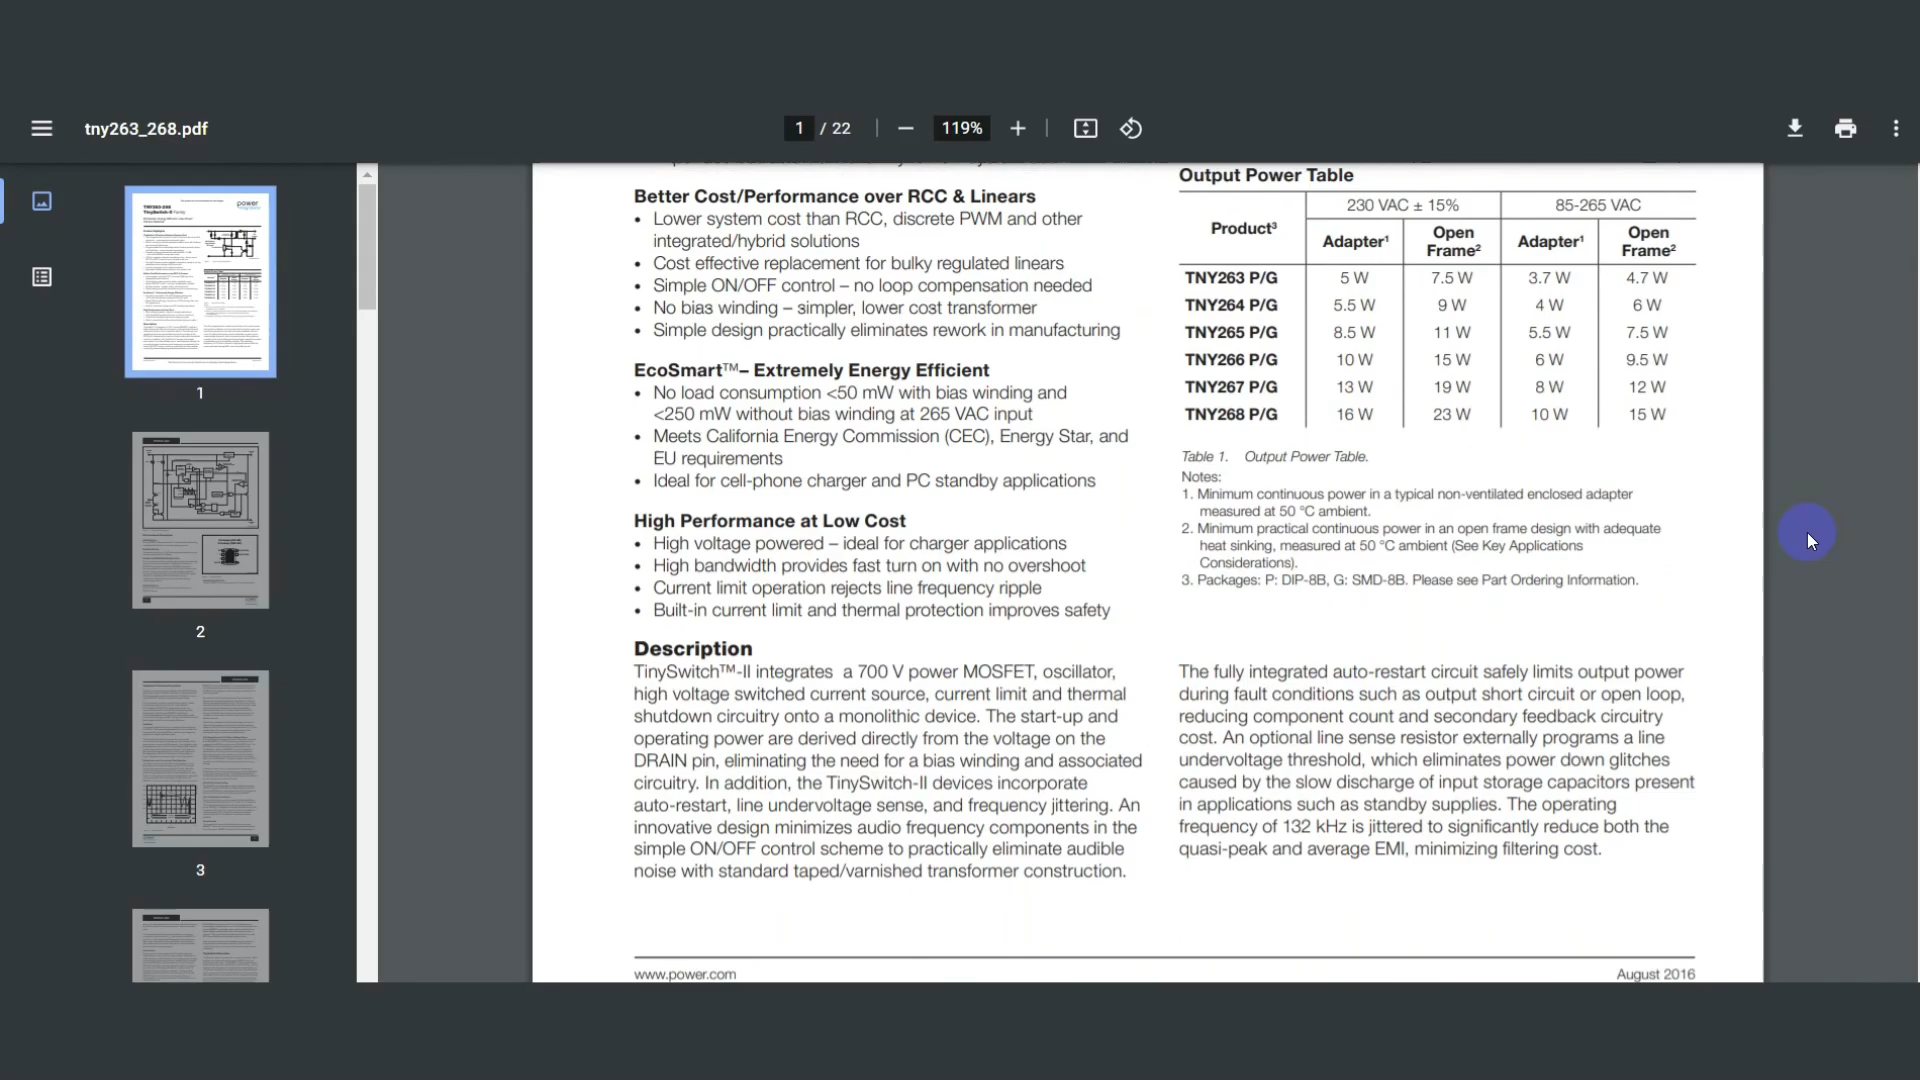 tny263_268.pdf
1 / 22
119%
Better Cost/Performance over RCC & Linears
• Lower system cost than RCC, discrete PWM and other
integrated/hybrid solutions
• Cost effective replacement for bulky regulated linears
• Simple ON/OFF control – no loop compensation needed
• No bias winding – simpler, lower cost transformer
• Simple design practically eliminates rework in manufacturing
EcoSmart™– Extremely Energy Efficient
• No load consumption <50 mW with bias winding and
<250 mW without bias winding at 265 VAC input
• Meets California Energy Commission (CEC), Energy Star, and
EU requirements
• Ideal for cell-phone charger and PC standby applications
High Performance at Low Cost
• High voltage powered – ideal for charger applications
• High bandwidth provides fast turn on with no overshoot
• Current limit operation rejects line frequency ripple
• Built-in current limit and thermal protection improves safety
Description
TinySwitch™-II integrates a 700 V power MOSFET, oscillator,
high voltage switched current source, current limit and thermal
shutdown circuitry onto a monolithic device. The start-up and
operating power are derived directly from the voltage on the
DRAIN pin, eliminating the need for a bias winding and associated
circuitry. In addition, the TinySwitch-II devices incorporate
auto-restart, line undervoltage sense, and frequency jittering. An
innovative design minimizes audio frequency components in the
simple ON/OFF control scheme to practically eliminate audible
noise with standard taped/varnished transformer construction.
Output Power Table
Product³ 230 VAC ± 15% 85-265 VAC
Adapter¹ Open Frame² Adapter¹ Open Frame²
TNY263 P/G 5 W 7.5 W 3.7 W 4.7 W
TNY264 P/G 5.5 W 9 W 4 W 6 W
TNY265 P/G 8.5 W 11 W 5.5 W 7.5 W
TNY266 P/G 10 W 15 W 6 W 9.5 W
TNY267 P/G 13 W 19 W 8 W 12 W
TNY268 P/G 16 W 23 W 10 W 15 W
Table 1. Output Power Table.
Notes:
1. Minimum continuous power in a typical non-ventilated enclosed adapter
measured at 50 °C ambient.
2. Minimum practical continuous power in an open frame design with adequate
heat sinking, measured at 50 °C ambient (See Key Applications
Considerations).
3. Packages: P: DIP-8B, G: SMD-8B. Please see Part Ordering Information.
The fully integrated auto-restart circuit safely limits output power
during fault conditions such as output short circuit or open loop,
reducing component count and secondary feedback circuitry
cost. An optional line sense resistor externally programs a line
undervoltage threshold, which eliminates power down glitches
caused by the slow discharge of input storage capacitors present
in applications such as standby supplies. The operating
frequency of 132 kHz is jittered to significantly reduce both the
quasi-peak and average EMI, minimizing filtering cost.
www.power.com
August 2016
1
2
3